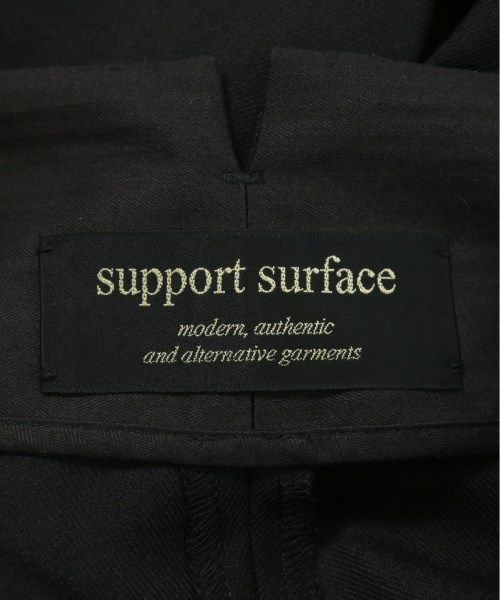 support surface
modern, authentic
and alternative garments